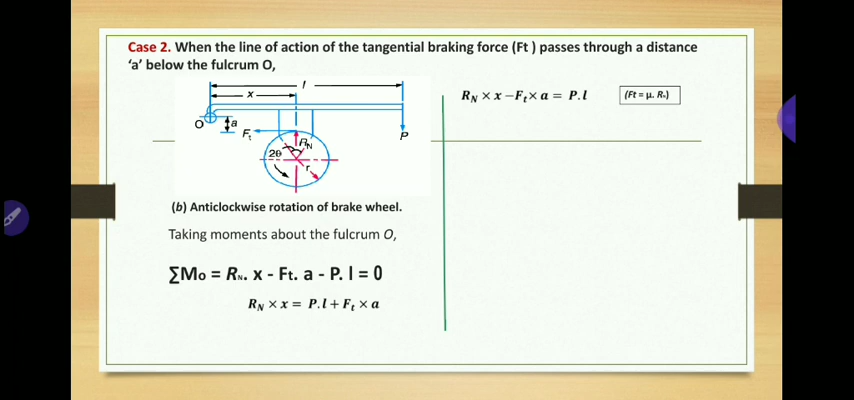 Case 2. When the line of action of the tangential braking force (Ft ) passes through a distance
‘a’ below the fulcrum O,
l
x
O
a
Ft
RN
P
2θ
r
(b) Anticlockwise rotation of brake wheel.
Taking moments about the fulcrum O,
∑Mo = RN. x - Ft. a - P. l = 0
RN × x = P.l + Ft × a
RN × x − Ft × a = P.l
(Ft = μ. RN)